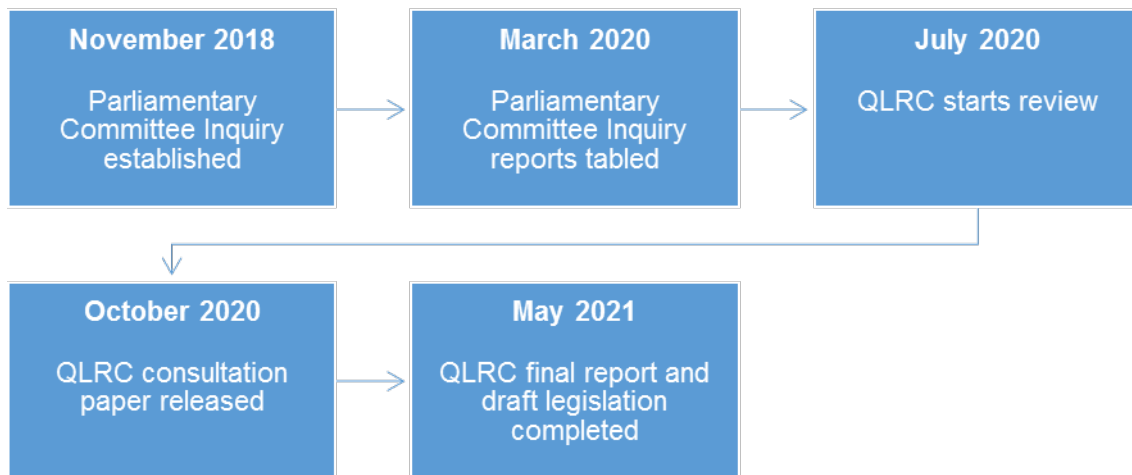 November 2018
Parliamentary
Committee Inquiry
established
March 2020
Parliamentary
Committee Inquiry
reports tabled
July 2020
QLRC starts review
October 2020
QLRC consultation
paper released
May 2021
QLRC final report and
draft legislation
completed